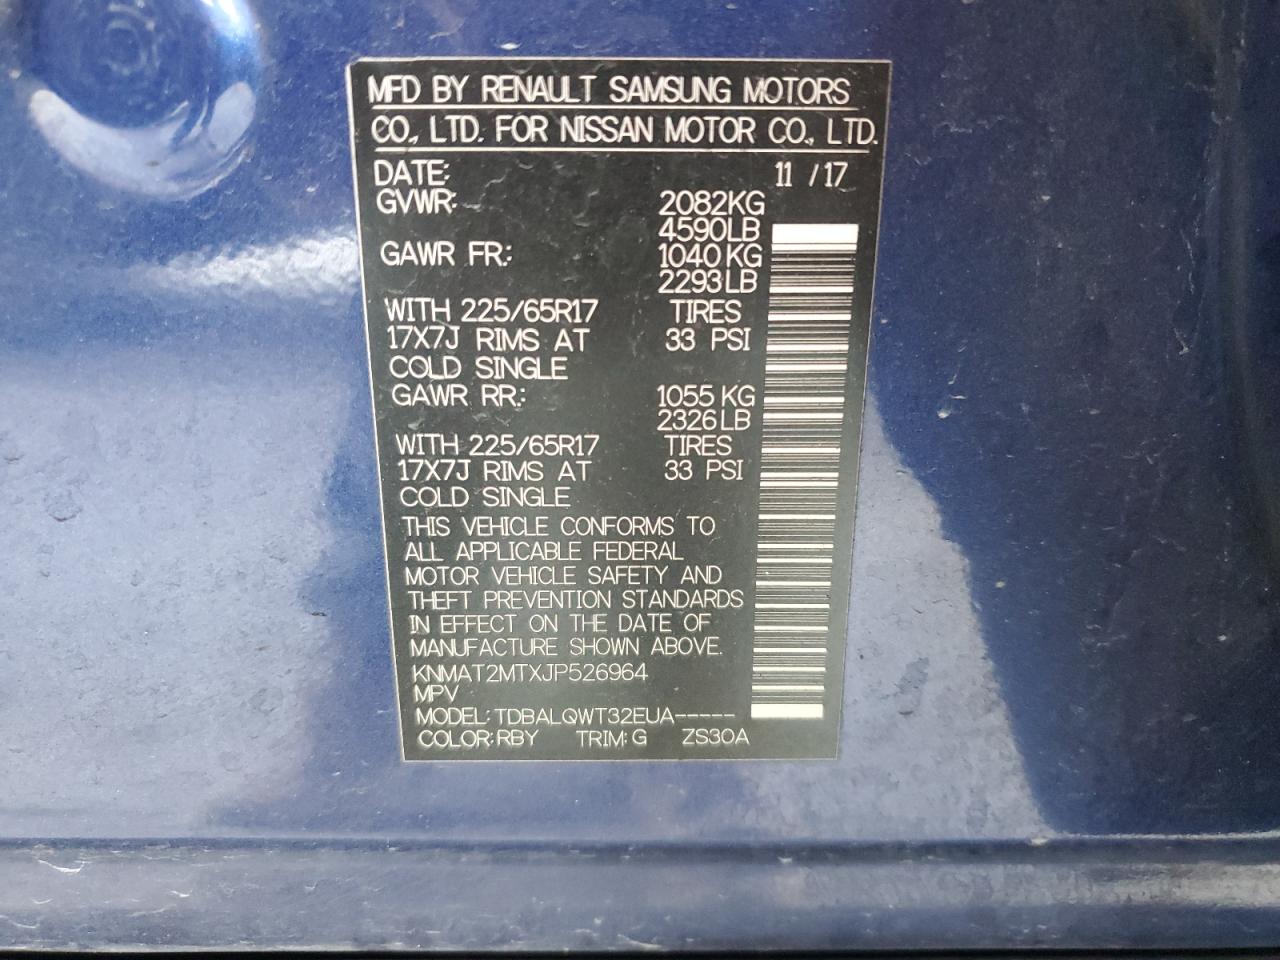 MFD BY RENAULT SAMSUNG MOTORS
CO., LTD. FOR NISSAN MOTOR CO., LTD.
DATE: 11 / 17
GVWR: 2082KG
4590LB
GAWR FR: 1040KG
2293LB
WITH 225/65R17 TIRES
17X7J RIMS AT 33 PSI
COLD SINGLE
GAWR RR: 1055KG
2326LB
WITH 225/65R17 TIRES
17X7J RIMS AT 33 PSI
COLD SINGLE
THIS VEHICLE CONFORMS TO
ALL APPLICABLE FEDERAL
MOTOR VEHICLE SAFETY AND
THEFT PREVENTION STANDARDS
IN EFFECT ON THE DATE OF
MANUFACTURE SHOWN ABOVE.
KNMAT2MTXJP526964
MPV
MODEL: TDBALQWT32EUA-----
COLOR: RBY TRIM: G ZS30A